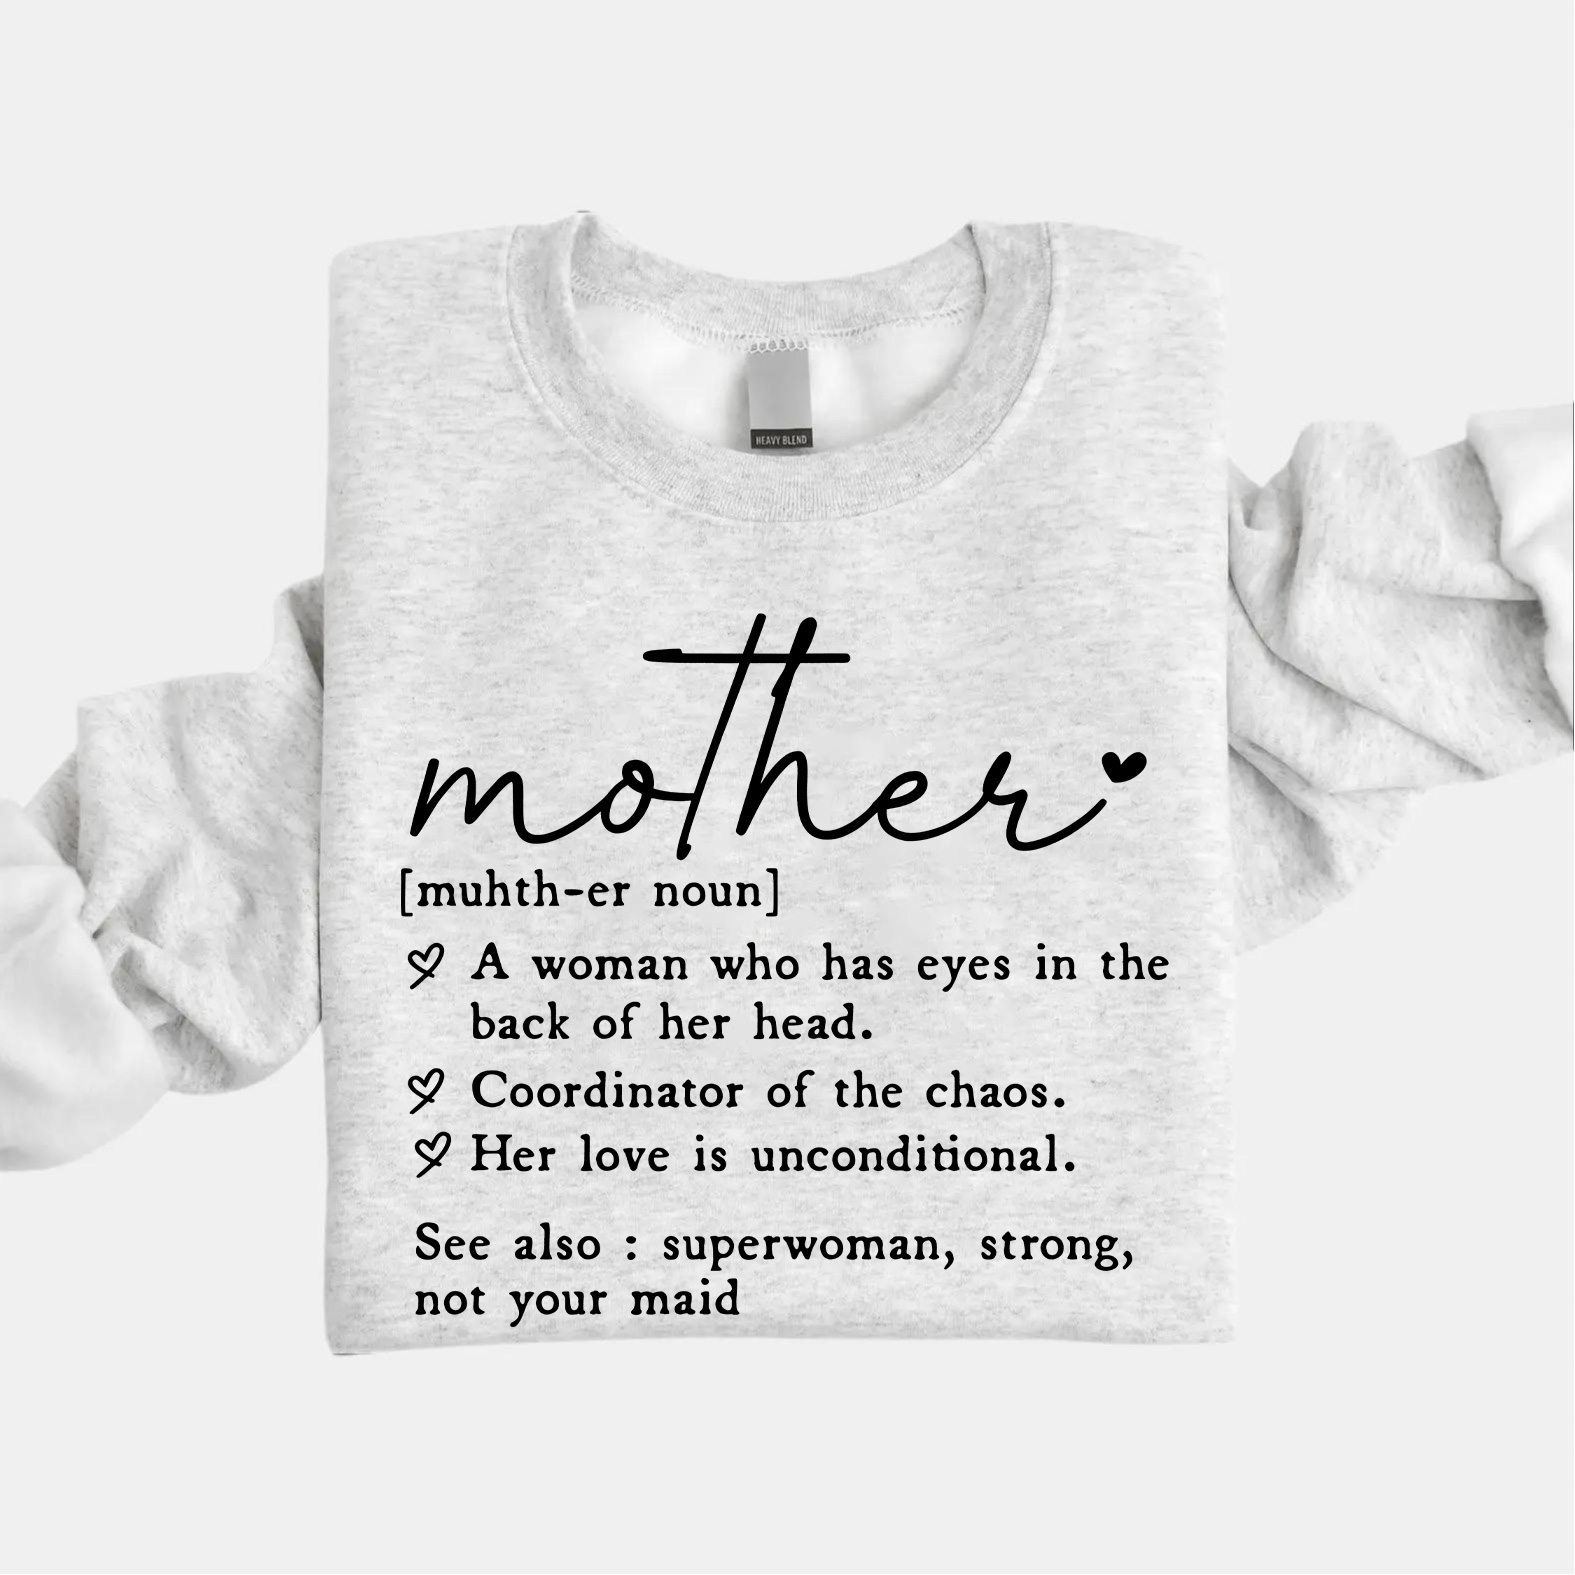 HEAVY BLEND
mother
[muhth-er noun]
A woman who has eyes in the
back of her head.
Coordinator of the chaos.
Her love is unconditional.
See also : superwoman, strong,
not your maid